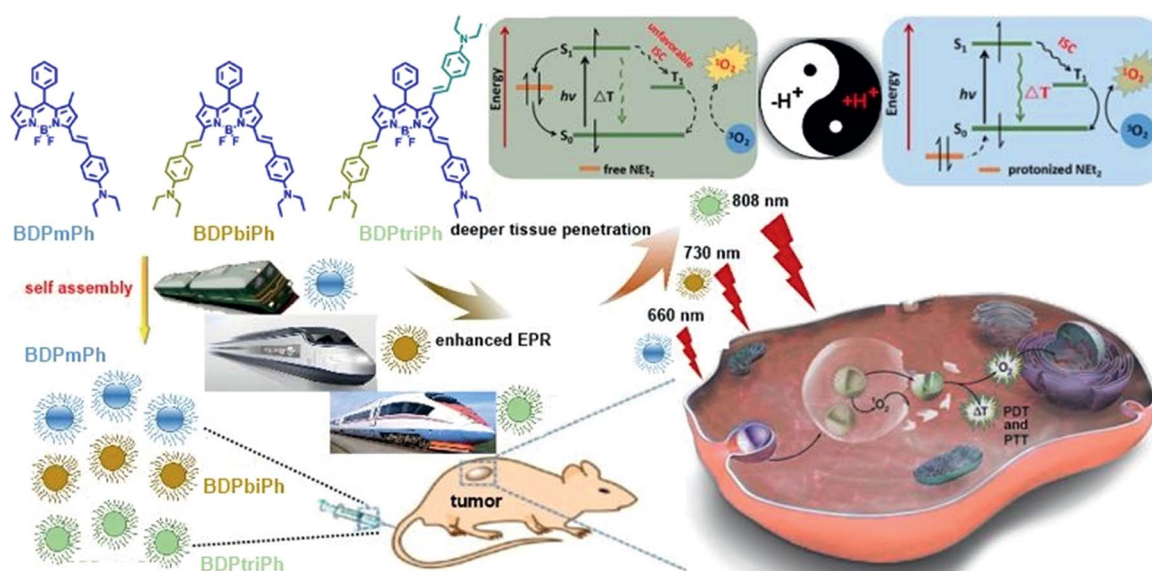 N
N
N
N
N
N
N
B
N
F
F
N
B
N
F
F
N
B
N
F
F
BDPmPh
BDPbiPh
BDPtriPh
Energy
S₁
unfavorable
ISC
T₁
hv
ΔT
S₀
¹O₂
³O₂
free NEt₂
-H⁺
+H⁺
Energy
S₁
ISC
T₁
hv
ΔT
S₀
¹O₂
³O₂
protonized NEt₂
deeper tissue penetration
808 nm
730 nm
660 nm
self assembly
enhanced EPR
BDPmPh
BDPbiPh
BDPtriPh
tumor
¹O₂
¹O₂
ΔT
PDT
and
PTT